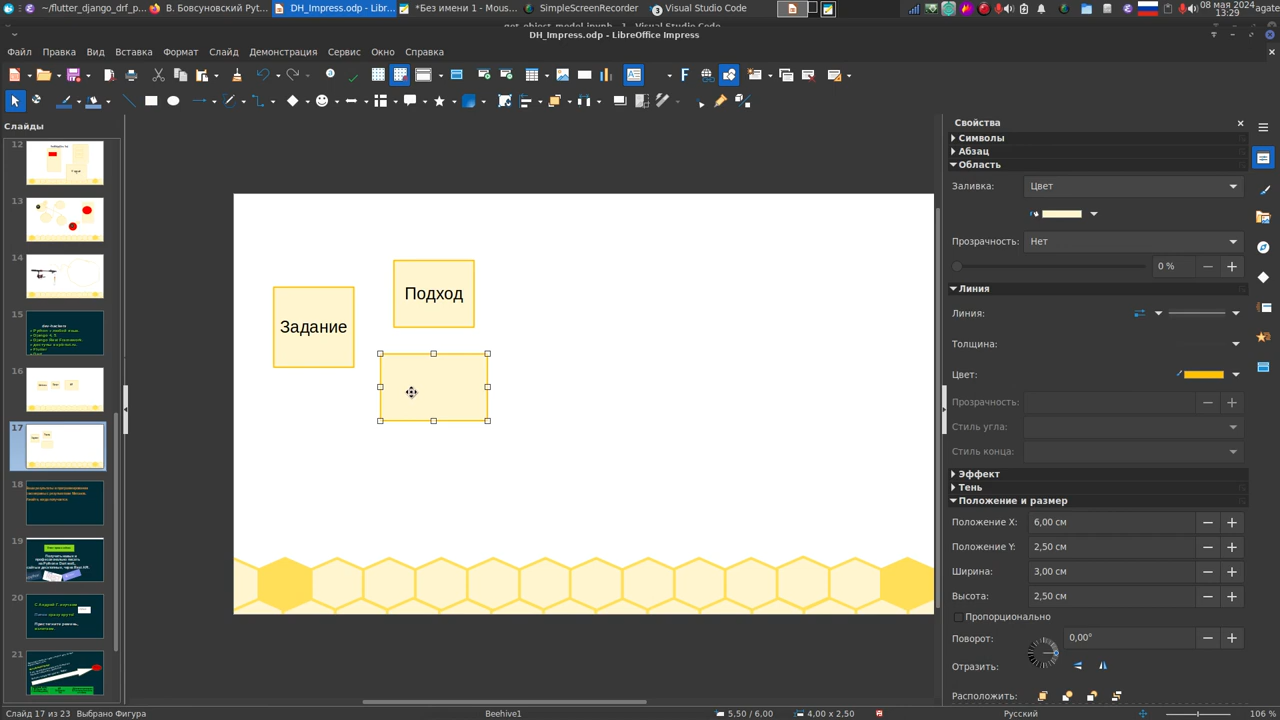 ~/flutter_django_drf_p...
В. Бовсуновский Pyt...
DH_Impress.odp - Libr...
*Без имени 1 - Mous...
SimpleScreenRecorder
Visual Studio Code
08 мая 2024
13:29
agate
DH_Impress.odp - LibreOffice Impress
Файл
Правка
Вид
Вставка
Формат
Слайд
Демонстрация
Сервис
Окно
Справка
Слайды
12
13
14
15
16
17
18
19
20
21
Задание
Подход
Свойства
Символы
Абзац
Область
Заливка:
Цвет
Прозрачность:
Нет
0 %
Линия
Линия:
Толщина:
Цвет:
Прозрачность:
Стиль угла:
Стиль конца:
Эффект
Тень
Положение и размер
Положение X:
6,00 см
Положение Y:
2,50 см
Ширина:
3,00 см
Высота:
2,50 см
Пропорционально
Поворот:
0,00°
Отразить:
Расположить:
Слайд 17 из 23
Выбрано Фигура
Beehive1
5,50 / 6,00
4,00 x 2,50
Русский
106 %